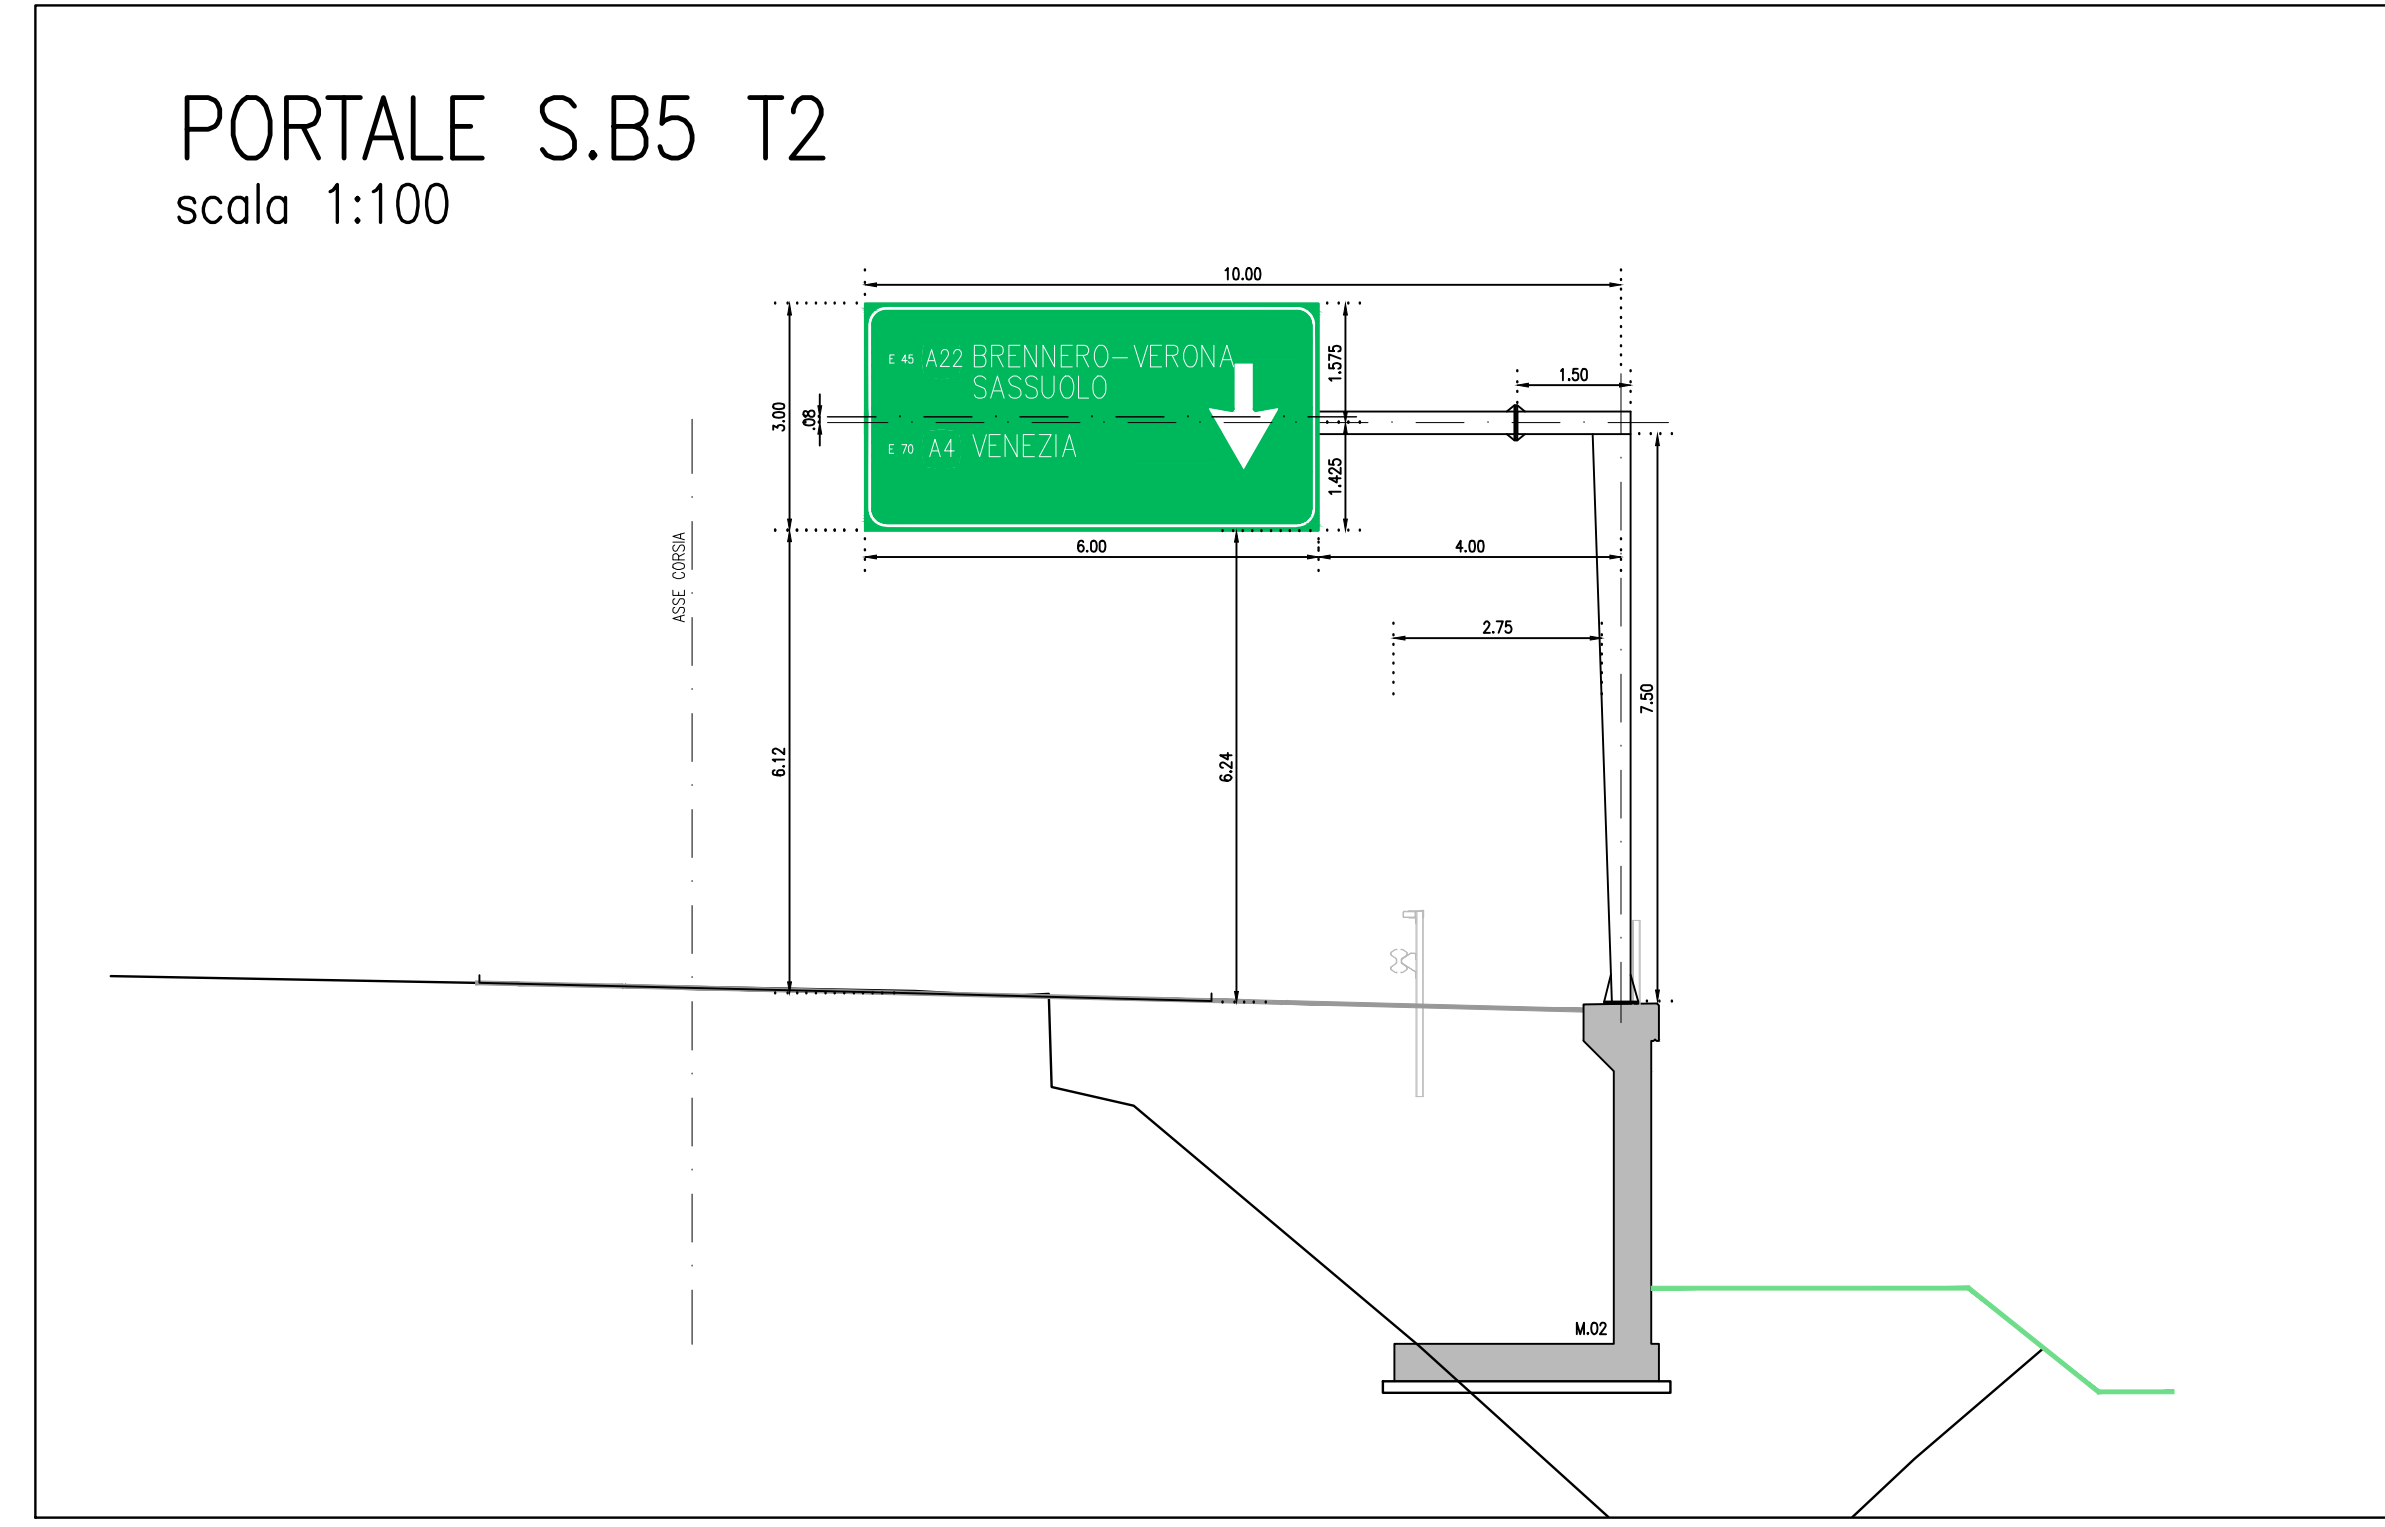 PORTALE S.B5 T2
scala 1:100
10.00
E 45 A22 BRENNERO-VERONA
SASSUOLO
E 70 A4 VENEZIA
3.00
.08
1.575
1.425
1.50
6.00
4.00
ASSE CORSIA
2.75
7.50
6.12
6.24
M.02